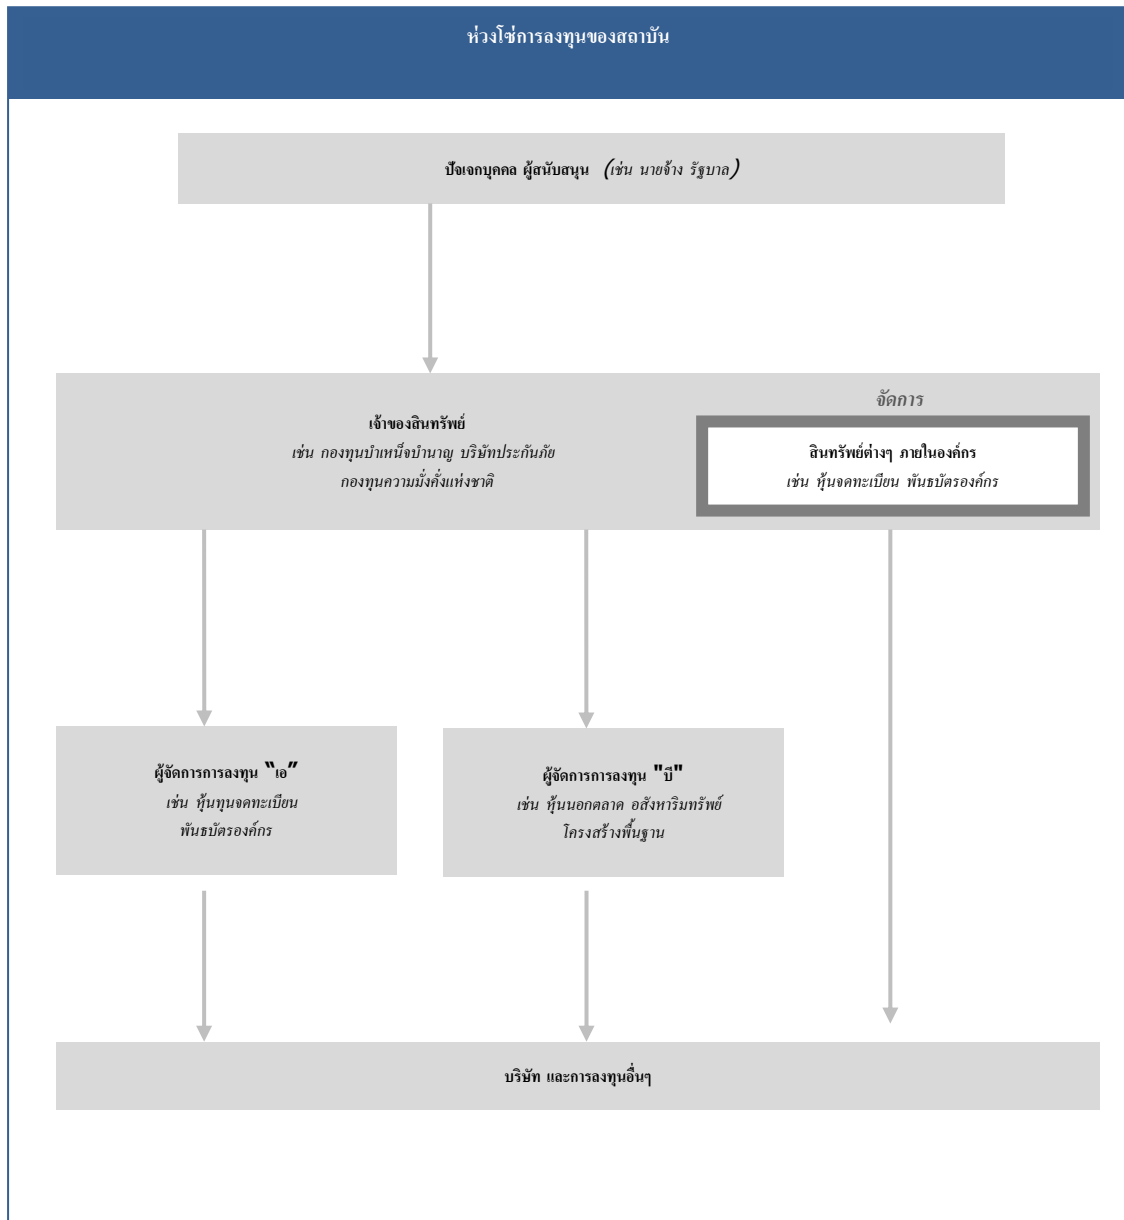 ห่วงโซ่การลงทุนของสถาบัน
ปัจเจกบุคคล ผู้สนับสนุน (เช่น นายจ้าง รัฐบาล)
เจ้าของสินทรัพย์
เช่น กองทุนบำเหน็จบำนาญ บริษัทประกันภัย
กองทุนความมั่งคั่งแห่งชาติ
จัดการ
สินทรัพย์ต่างๆ ภายในองค์กร
เช่น หุ้นจดทะเบียน พันธบัตรองค์กร
ผู้จัดการการลงทุน “เอ”
เช่น หุ้นทุนจดทะเบียน
พันธบัตรองค์กร
ผู้จัดการการลงทุน "บี"
เช่น หุ้นนอกตลาด อสังหาริมทรัพย์
โครงสร้างพื้นฐาน
บริษัท และการลงทุนอื่นๆ